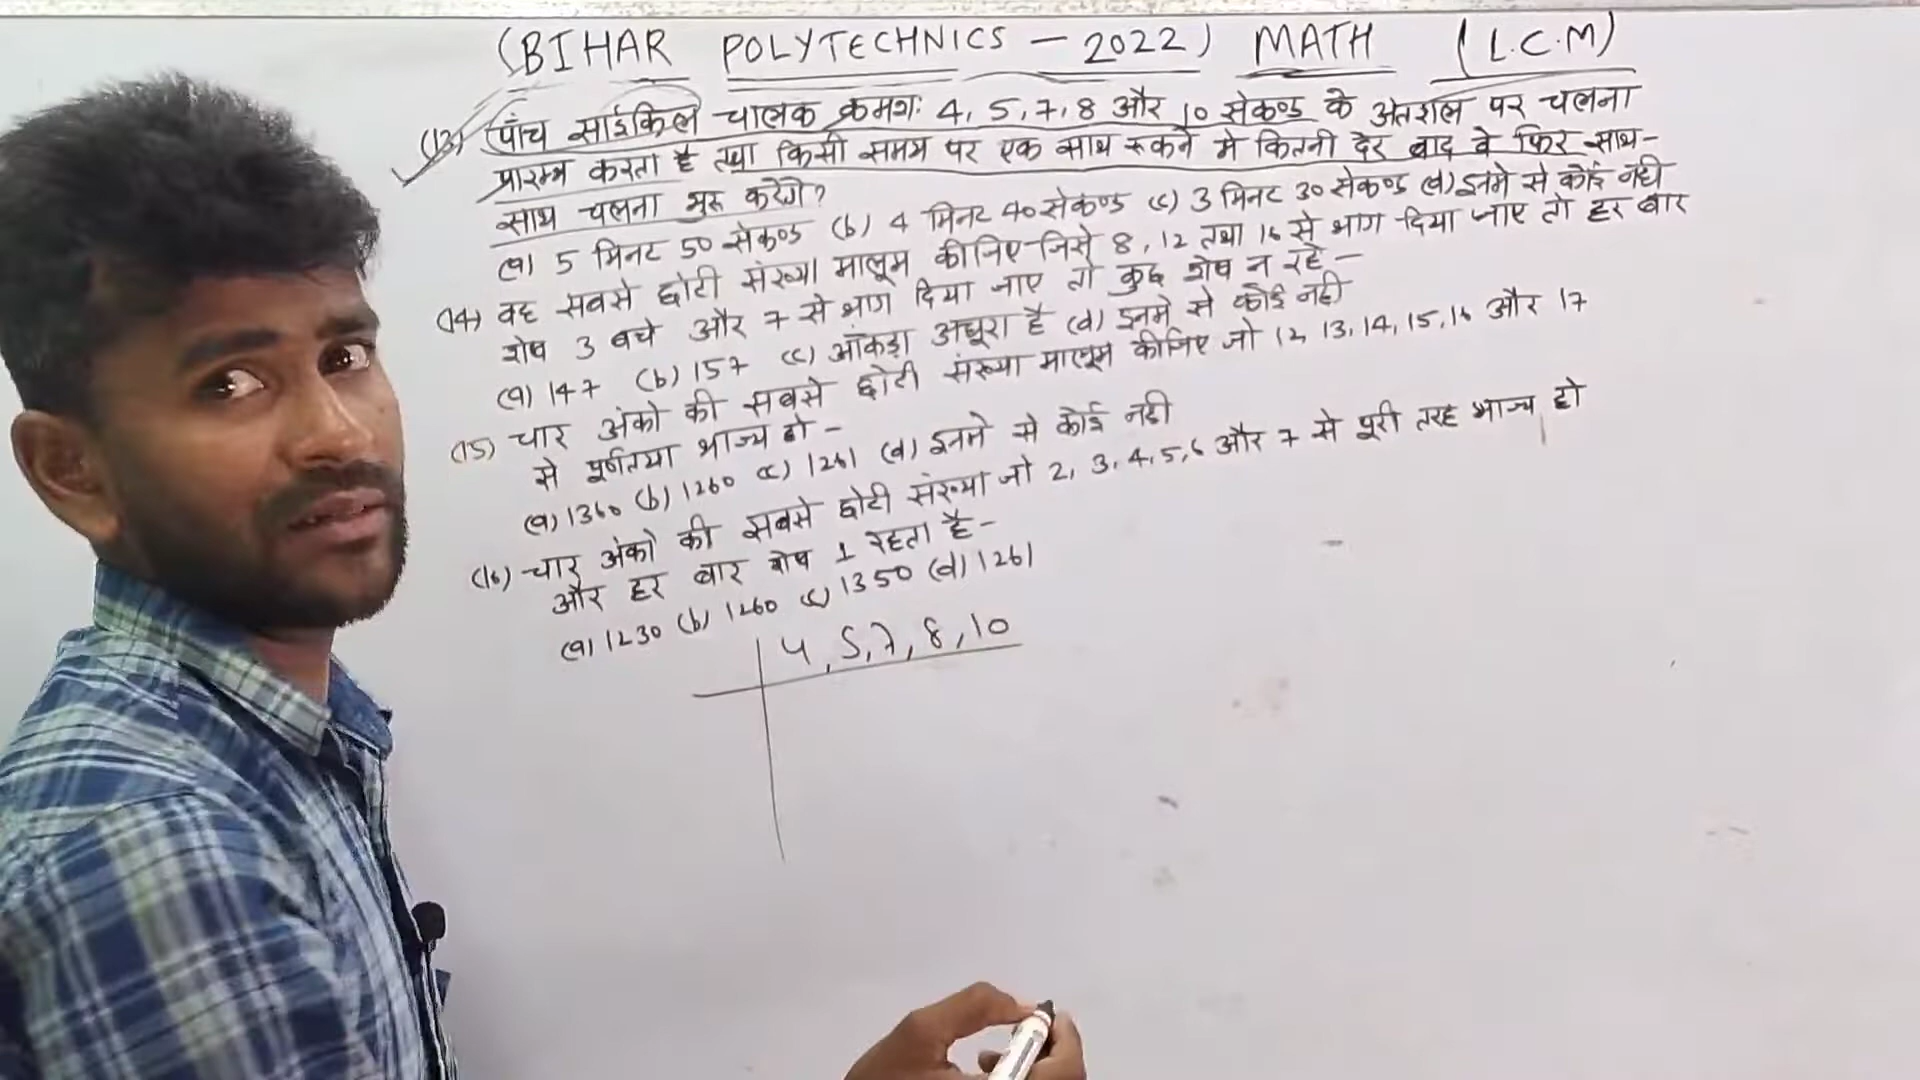 (BIHAR POLYTECHNICS - 2022) MATH (L.C.M)
(13) पांच साईकिल चालक क्रमशः 4, 5, 7, 8 और 10 सेकण्ड के अंतराल पर चलना
प्रारम्भ करता है तथा किसी समय पर एक साथ रूकने मे कितनी देर बाद वे फिर साथ-
साथ चलना शुरू करेंगे?
(a) 5 मिनट 50 सेकण्ड (b) 4 मिनट 40 सेकण्ड (c) 3 मिनट 30 सेकण्ड (d) इनमे से कोई नही
(14) वह सबसे छोटी संख्या मालूम कीजिए जिसे 8, 12 तथा 16 से भाग दिया जाए तो हर बार
शेष 3 बचे और 7 से भाग दिया जाए तो कुछ शेष न रहे -
(a) 147 (b) 157 (c) आंकड़ा अधूरा है (d) इनमे से कोई नही
(15) चार अंको की सबसे छोटी संख्या मालूम कीजिए जो 12, 13, 14, 15, 16 और 17
से पूर्णतया भाज्य हो -
(a) 1360 (b) 1260 (c) 1261 (d) इनमे से कोई नही
(16) चार अंको की सबसे छोटी संख्या जो 2, 3, 4, 5, 6 और 7 से पूरी तरह भाज्य हो
और हर बार शेष 1 रहता है -
(a) 1230 (b) 1260 (c) 1350 (d) 1261
4, 5, 7, 8, 10